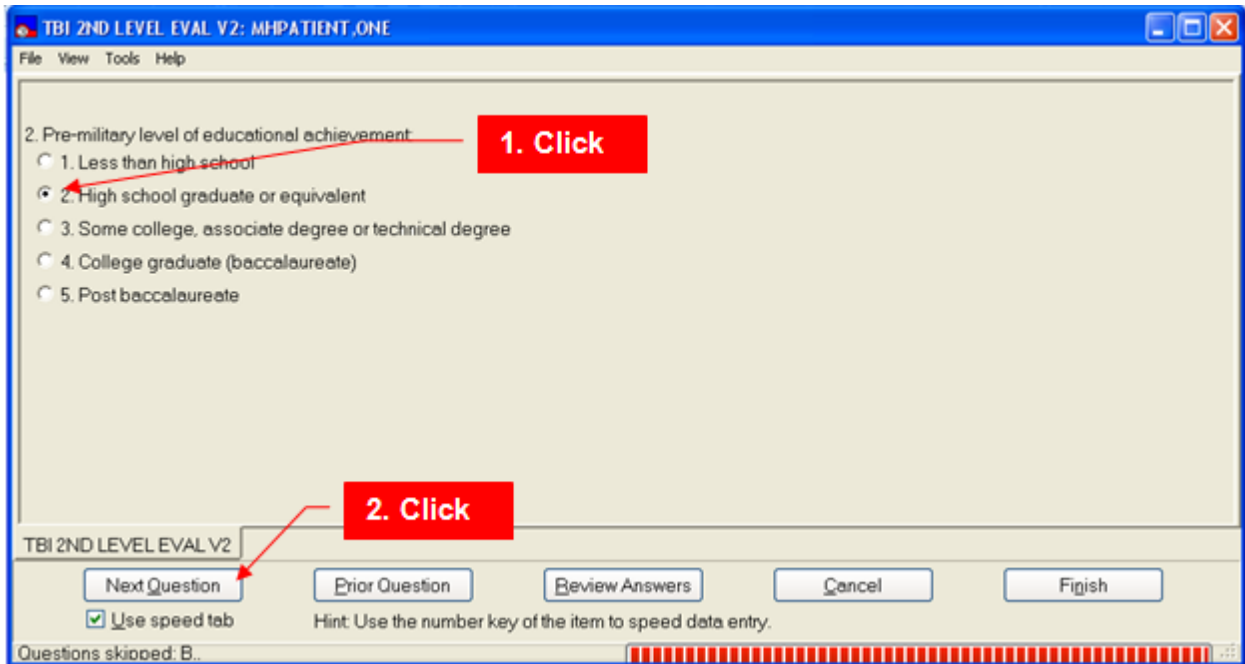 TBI 2ND LEVEL EVAL V2: MHPATIENT,ONE
File View Tools Help
2. Pre-military level of educational achievement:
1. Click
1. Less than high school
2. High school graduate or equivalent
3. Some college, associate degree or technical degree
4. College graduate (baccalaureate)
5. Post baccalaureate
2. Click
TBI 2ND LEVEL EVAL V2
Next Question Prior Question Review Answers Cancel Finish
Use speed tab Hint: Use the number key of the item to speed data entry.
Questions skipped: B..